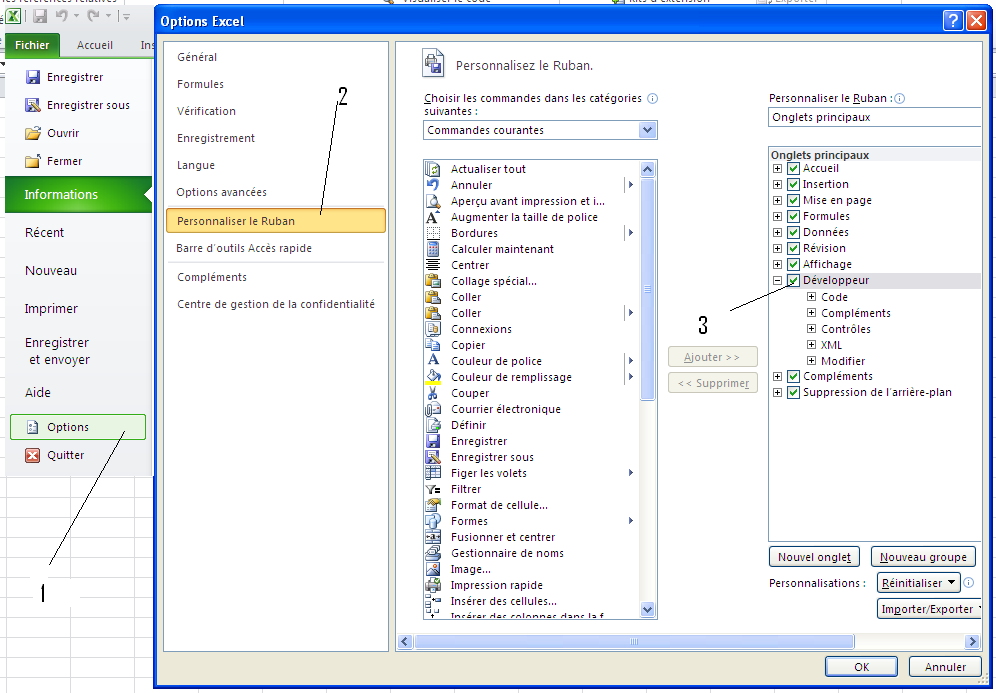 Options Excel
Fichier
Accueil
Ins
Enregistrer
Enregistrer sous
Ouvrir
Fermer
Informations
Récent
Nouveau
Imprimer
Enregistrer
et envoyer
Aide
Options
Quitter
1
Général
Formules
Vérification
Enregistrement
Langue
Options avancées
Personnaliser le Ruban
Barre d'outils Accès rapide
Compléments
Centre de gestion de la confidentialité
2
Personnalisez le Ruban.
Choisir les commandes dans les catégories
suivantes :
Commandes courantes
Actualiser tout
Annuler
Aperçu avant impression et i...
Augmenter la taille de police
Bordures
Calculer maintenant
Centrer
Collage spécial...
Coller
Coller
Connexions
Copier
Couleur de police
Couleur de remplissage
Couper
Courrier électronique
Définir
Enregistrer
Enregistrer sous
Figer les volets
Filtrer
Format de cellule...
Formes
Fusionner et centrer
Gestionnaire de noms
Image...
Impression rapide
Insérer des cellules...
Insérer des colonnes dans la f
3
Ajouter >>
<< Supprimer
Personnaliser le Ruban :
Onglets principaux
Onglets principaux
Accueil
Insertion
Mise en page
Formules
Données
Révision
Affichage
Développeur
Code
Compléments
Contrôles
XML
Modifier
Compléments
Suppression de l'arrière-plan
Nouvel onglet
Nouveau groupe
Personnalisations :
Réinitialiser
Importer/Exporter
OK
Annuler